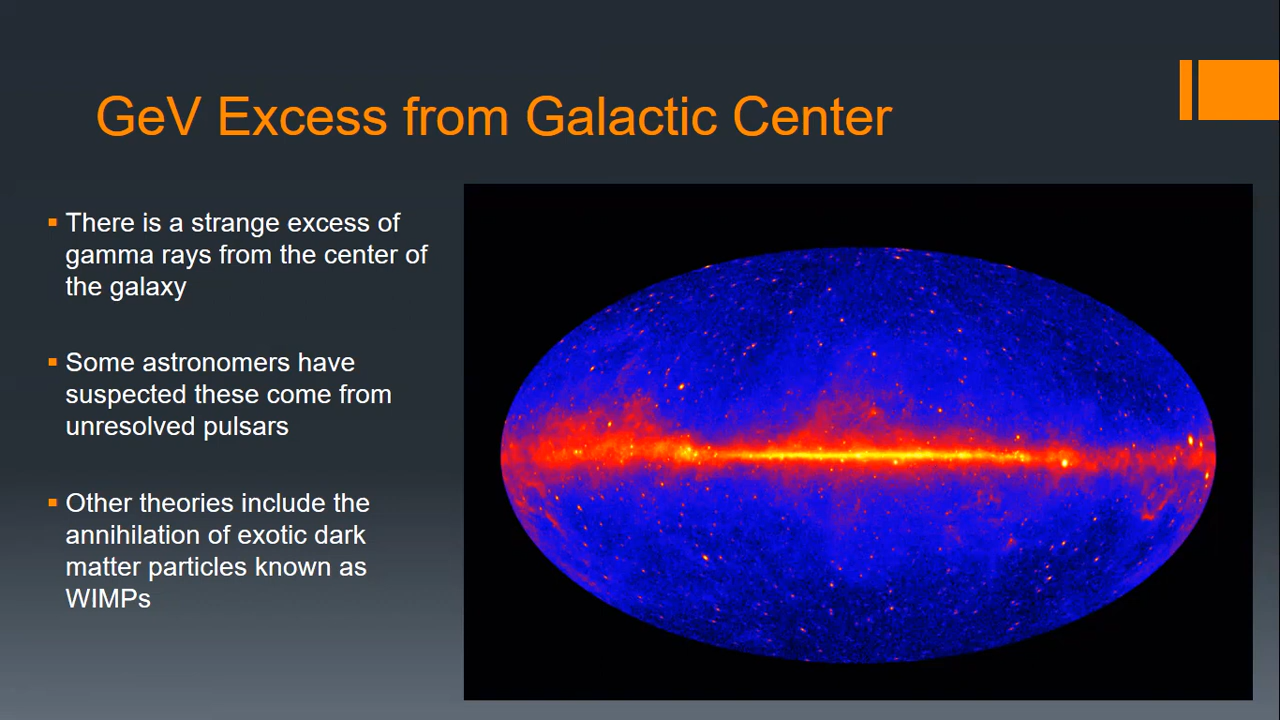 GeV Excess from Galactic Center
There is a strange excess of
gamma rays from the center of
the galaxy
Some astronomers have
suspected these come from
unresolved pulsars
Other theories include the
annihilation of exotic dark
matter particles known as
WIMPs